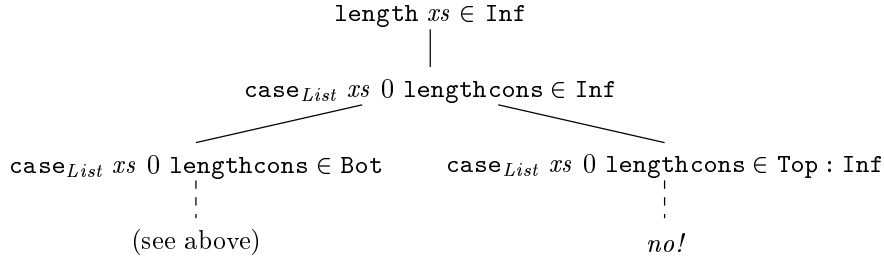 length xs ∈ Inf
case_List xs 0 lengthcons ∈ Inf
case_List xs 0 lengthcons ∈ Bot case_List xs 0 lengthcons ∈ Top : Inf
(see above) no!